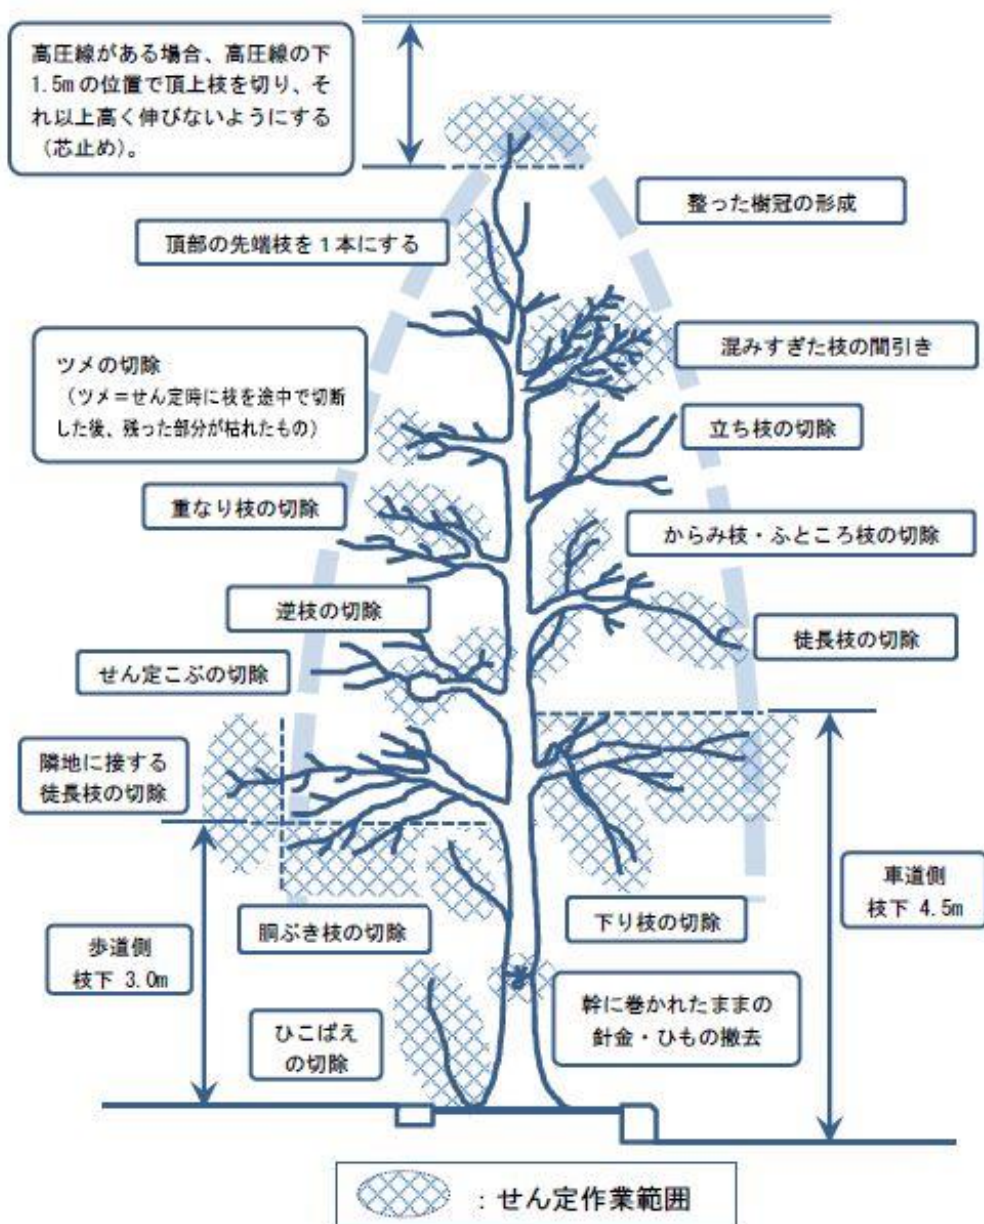 高圧線がある場合、高圧線の下
1.5mの位置で頂上枝を切り、そ
れ以上高く伸びないようにする
（芯止め）。
整った樹冠の形成
頂部の先端枝を１本にする
ツメの切除
（ツメ＝せん定時に枝を途中で切断
した後、残った部分が枯れたもの）
混みすぎた枝の間引き
立ち枝の切除
重なり枝の切除
からみ枝・ふところ枝の切除
逆枝の切除
徒長枝の切除
せん定こぶの切除
隣地に接する
徒長枝の切除
車道側
枝下 4.5m
胴ぶき枝の切除
下り枝の切除
歩道側
枝下 3.0m
ひこばえ
の切除
幹に巻かれたままの
針金・ひもの撤去
：せん定作業範囲